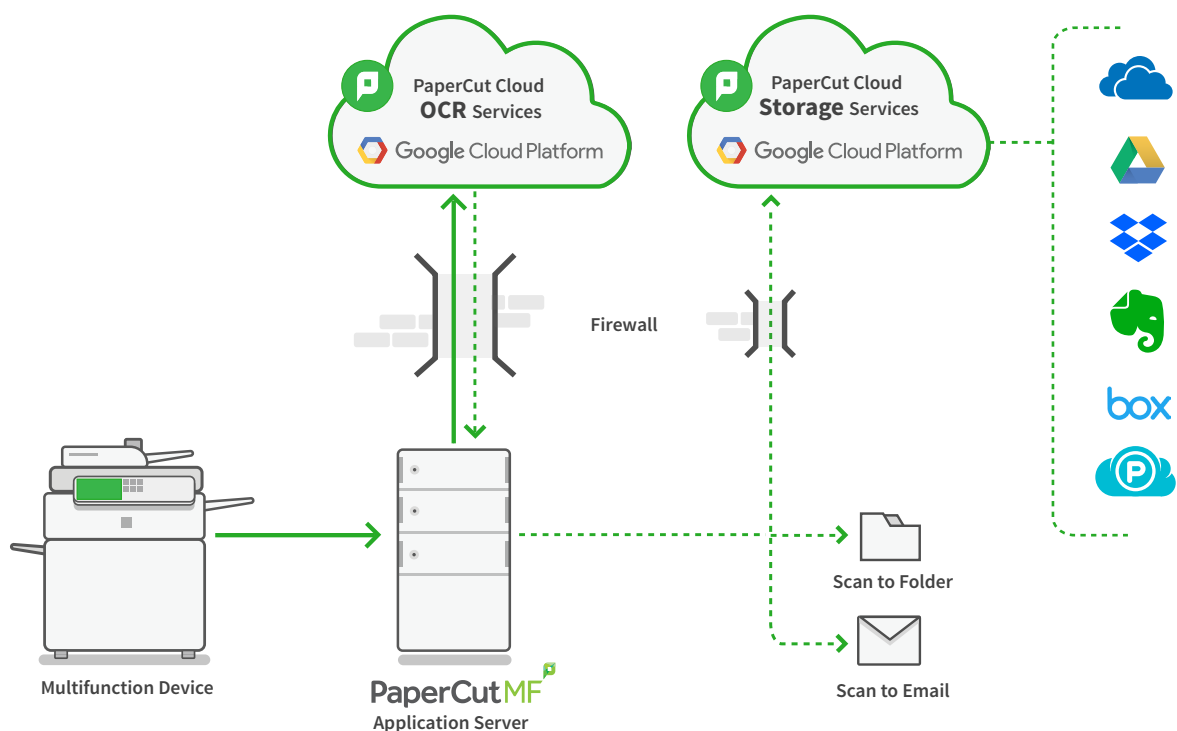 PaperCut Cloud
OCR Services
Google Cloud Platform
PaperCut Cloud
Storage Services
Google Cloud Platform
Firewall
box
P
Scan to Folder
Scan to Email
Multifunction Device
PaperCutMF
Application Server